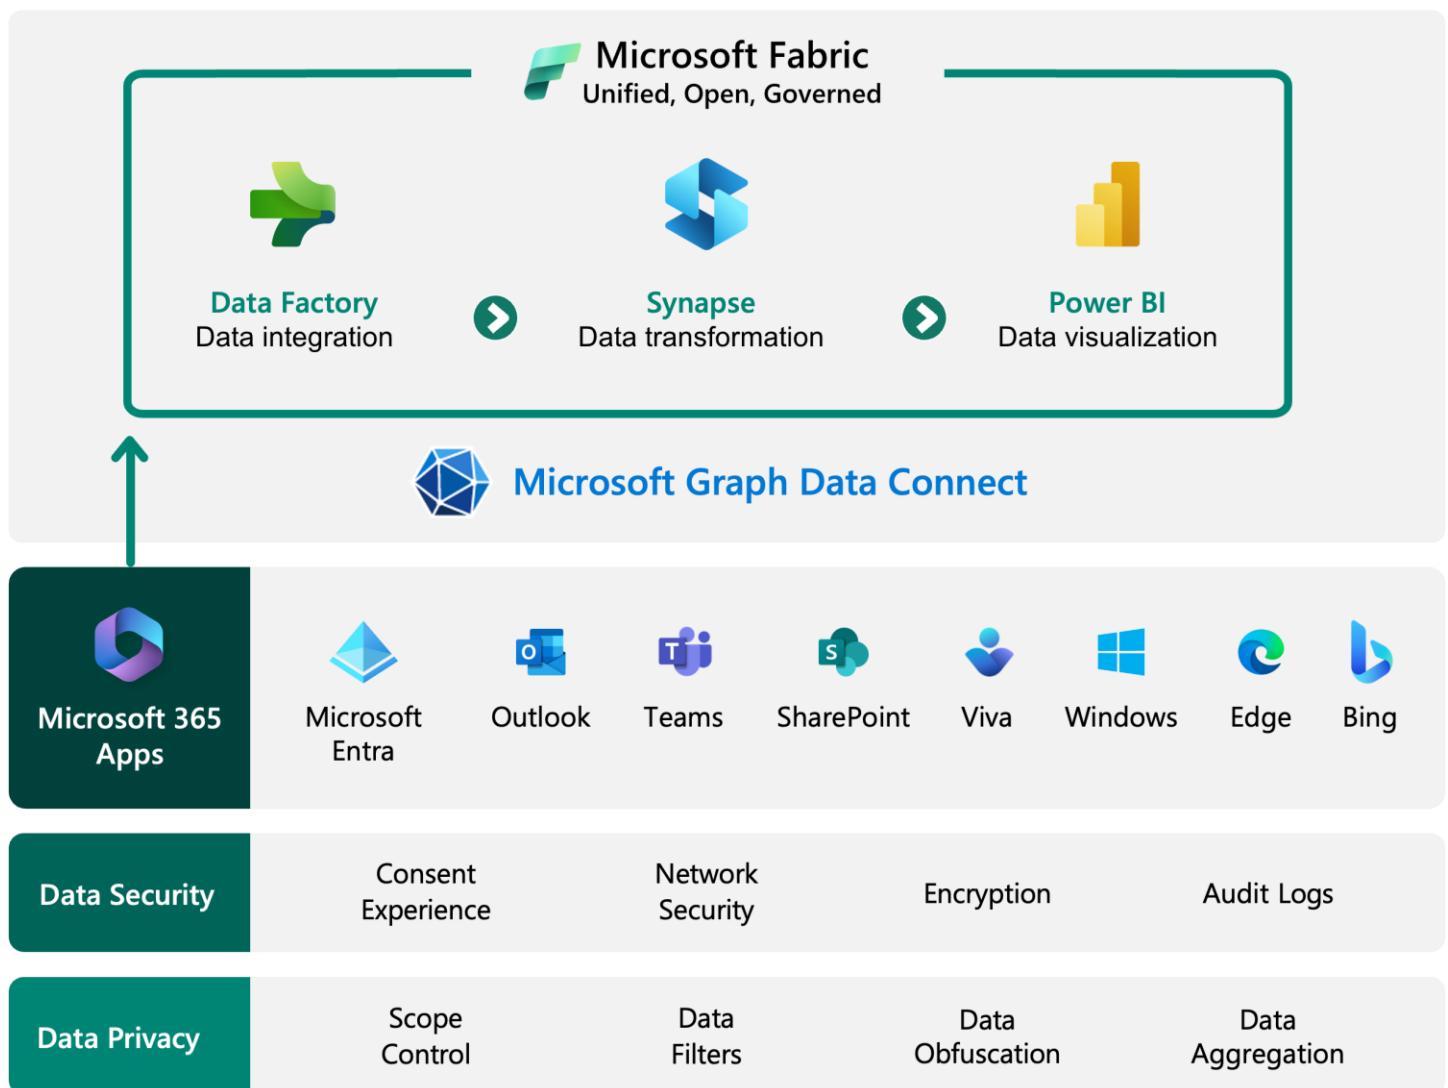 Microsoft Fabric
Unified, Open, Governed
Data Factory
Data integration
Synapse
Data transformation
Power BI
Data visualization
Microsoft Graph Data Connect
Microsoft 365
Apps
Microsoft
Entra
O
Outlook
T
Teams
S
SharePoint
Viva
Windows
Edge
Bing
Data Security
Consent
Experience
Network
Security
Encryption
Audit Logs
Data Privacy
Scope
Control
Data
Filters
Data
Obfuscation
Data
Aggregation